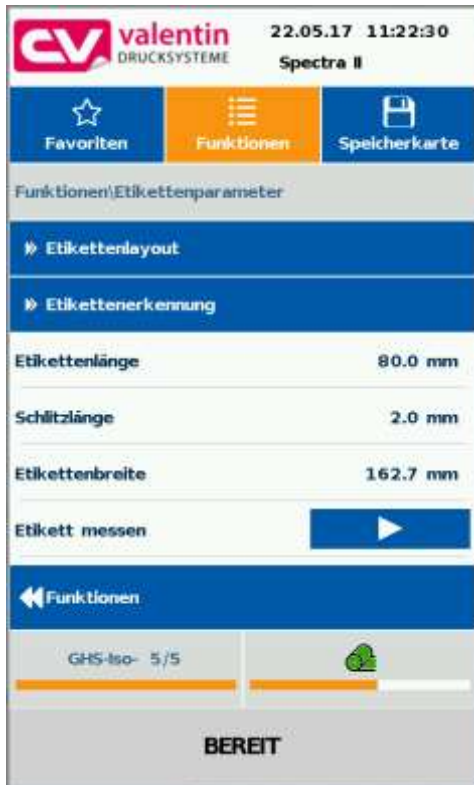 valentin
DRUCKSYSTEME
22.05.17 11:22:30
Spectra II
Favoriten
Funktionen
Speicherkarte
Funktionen\Etikettenparameter
Etikettenlayout
Etikettenerkennung
Etikettenlänge 80.0 mm
Schlitzlänge 2.0 mm
Etikettenbreite 162.7 mm
Etikett messen
Funktionen
GHS-Iso- 5/5
BEREIT